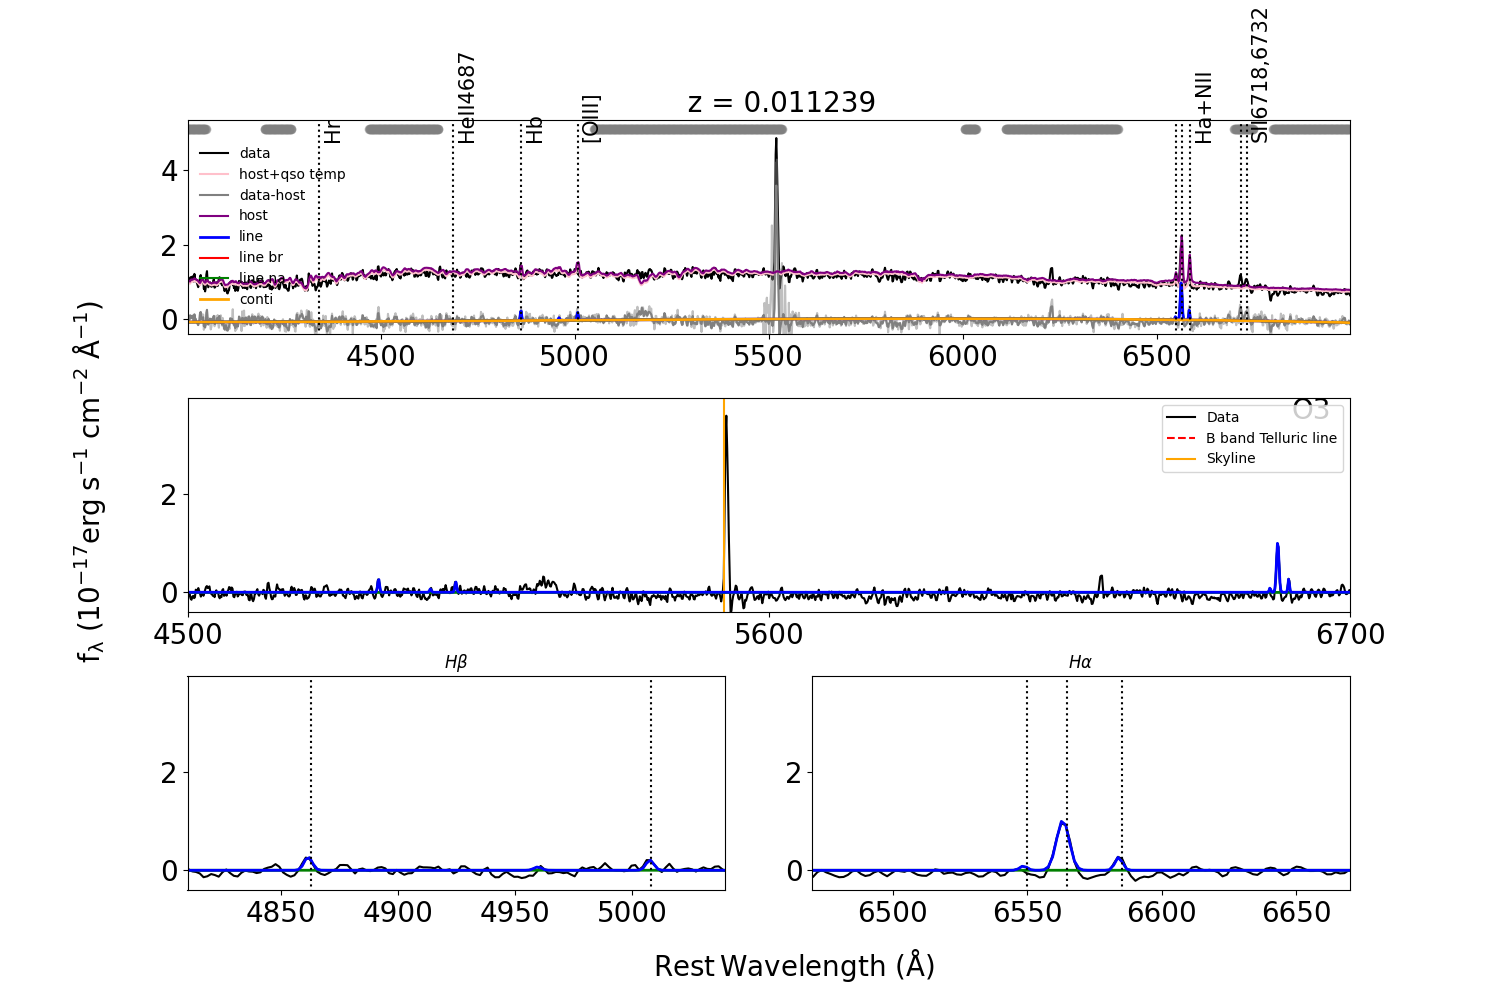 z = 0.011239
Hr
HeII4687
Hb
[OIII]
Ha+NII
SII6718,6732
data
host+qso temp
data-host
host
line
line br
line na
conti
4
2
0
4500
5000
5500
6000
6500
O3
Data
B band Telluric line
Skyline
2
0
4500
5600
6700
fλ (10⁻¹⁷erg s⁻¹ cm⁻² Å⁻¹)
Hβ
2
0
4850
4900
4950
5000
Hα
2
0
6500
6550
6600
6650
Rest Wavelength (Å)